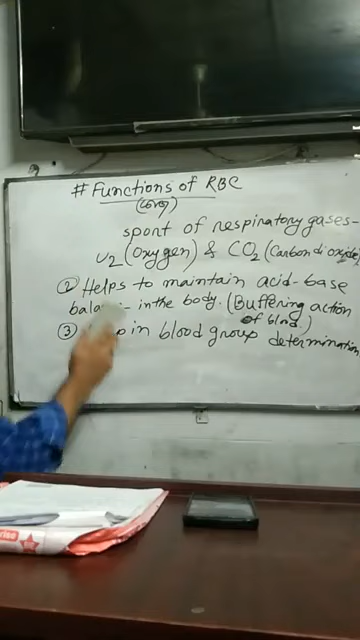 # Functions of RBC
sport of respiratory gases-
O2 (Oxygen) & CO2 (Carbon di oxide)
② Helps to maintain acid-base
bala in the body. (Buffering action
of blood.)
③ p in blood group determination